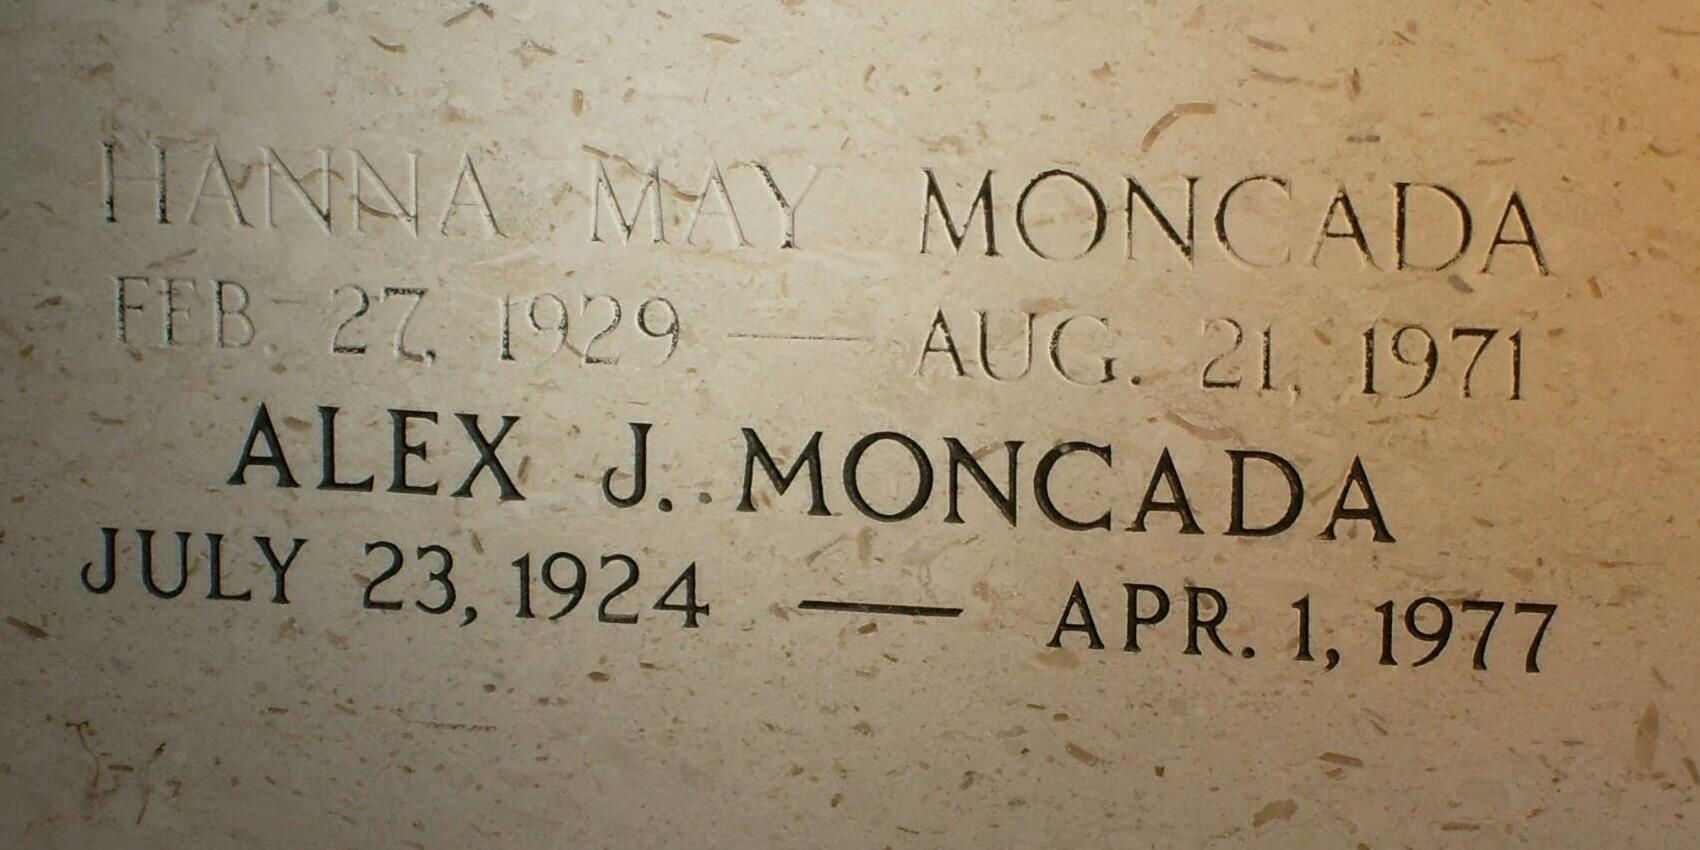 HANNA MAY MONCADA
FEB. 27, 1929 — AUG. 21, 1971
ALEX J. MONCADA
JULY 23, 1924 — APR. 1, 1977